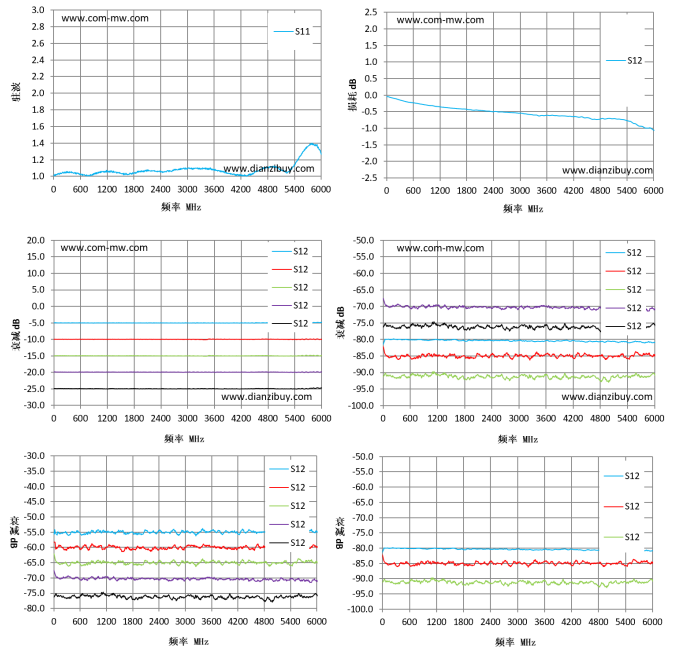 3.0
2.8
2.6
2.4
2.2
2.0
1.8
1.6
1.4
1.2
1.0
驻波
www.com-mw.com
S11
www.dianzibuy.com
0 600 1200 1800 2400 3000 3600 4200 4800 5400 6000
频率 MHz
2.5
2.0
1.5
1.0
0.5
0.0
-0.5
-1.0
-1.5
-2.0
-2.5
损耗 dB
www.com-mw.com
S12
www.dianzibuy.com
0 600 1200 1800 2400 3000 3600 4200 4800 5400 6000
频率 MHz
20.0
15.0
10.0
5.0
0.0
-5.0
-10.0
-15.0
-20.0
-25.0
-30.0
衰减 dB
www.com-mw.com
S12
S12
S12
S12
S12
www.dianzibuy.com
0 600 1200 1800 2400 3000 3600 4200 4800 5400 6000
频率 MHz
-50.0
-55.0
-60.0
-65.0
-70.0
-75.0
-80.0
-85.0
-90.0
-95.0
-100.0
衰减 dB
www.com-mw.com
S12
S12
S12
S12
S12
www.dianzibuy.com
0 600 1200 1800 2400 3000 3600 4200 4800 5400 6000
频率 MHz
-30.0
-35.0
-40.0
-45.0
-50.0
-55.0
-60.0
-65.0
-70.0
-75.0
-80.0
衰减 dB
S12
S12
S12
S12
S12
0 600 1200 1800 2400 3000 3600 4200 4800 5400 6000
频率 MHz
-50.0
-55.0
-60.0
-65.0
-70.0
-75.0
-80.0
-85.0
-90.0
-95.0
-100.0
衰减 dB
S12
S12
S12
0 600 1200 1800 2400 3000 3600 4200 4800 5400 6000
频率 MHz